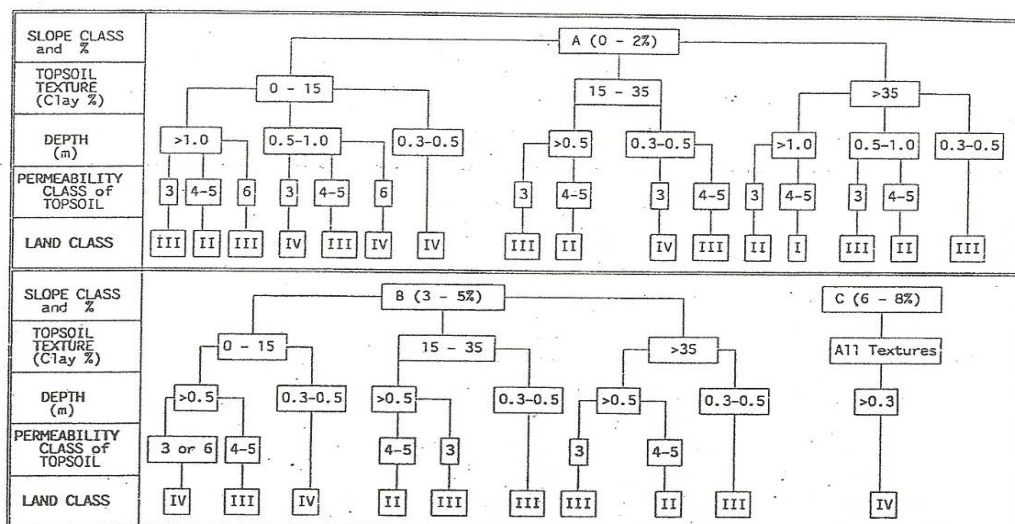 SLOPE CLASS
and %
A (0 - 2%)
TOPSOIL
TEXTURE
(Clay %)
0 - 15
15 - 35
>35
DEPTH
(m)
>1.0
0.5-1.0
0.3-0.5
>0.5
0.3-0.5
>1.0
0.5-1.0
0.3-0.5
PERMEABILITY
CLASS of
TOPSOIL
3
4-5
6
3
4-5
6
3
4-5
3
4-5
3
4-5
3
4-5
LAND CLASS
III
II
III
IV
III
IV
IV
III
II
IV
III
II
I
III
II
III
SLOPE CLASS
and %
B (3 - 5%)
C (6 - 8%)
TOPSOIL
TEXTURE
(Clay %)
0 - 15
15 - 35
>35
All Textures
DEPTH
(m)
>0.5
0.3-0.5
>0.5
0.3-0.5
>0.5
0.3-0.5
>0.3
PERMEABILITY
CLASS of
TOPSOIL
3 or 6
4-5
4-5
3
3
4-5
LAND CLASS
IV
III
IV
II
III
III
III
II
III
IV